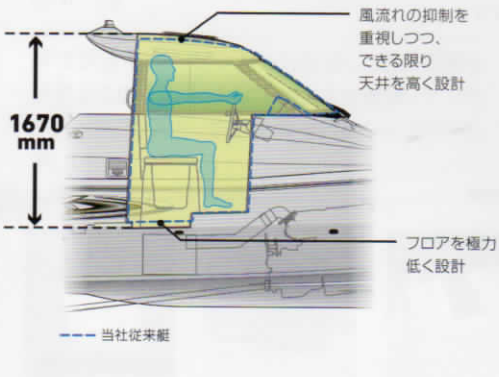 風流れの抑制を
重視しつつ、
できる限り
天井を高く設計
1670
mm
フロアを極力
低く設計
当社従来艇